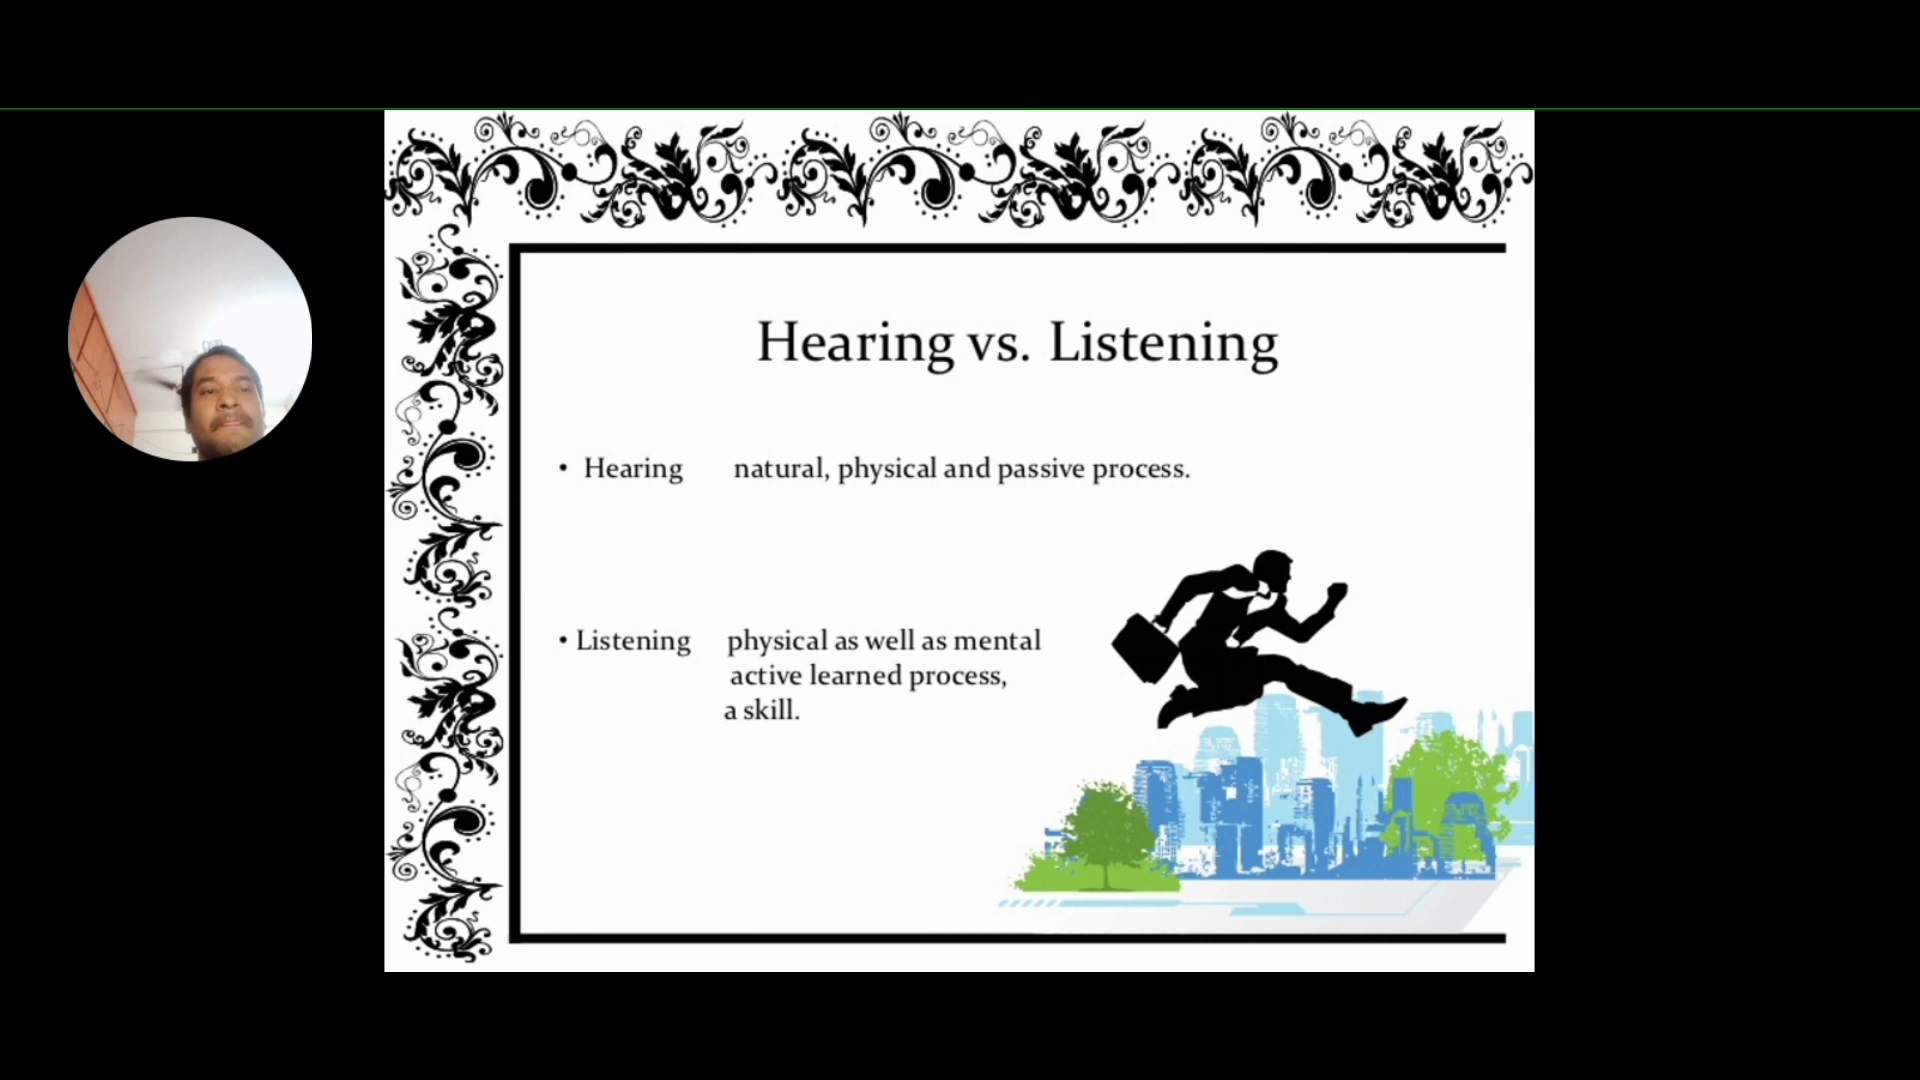 Hearing vs. Listening
• Hearing natural, physical and passive process.
• Listening physical as well as mental
active learned process,
a skill.